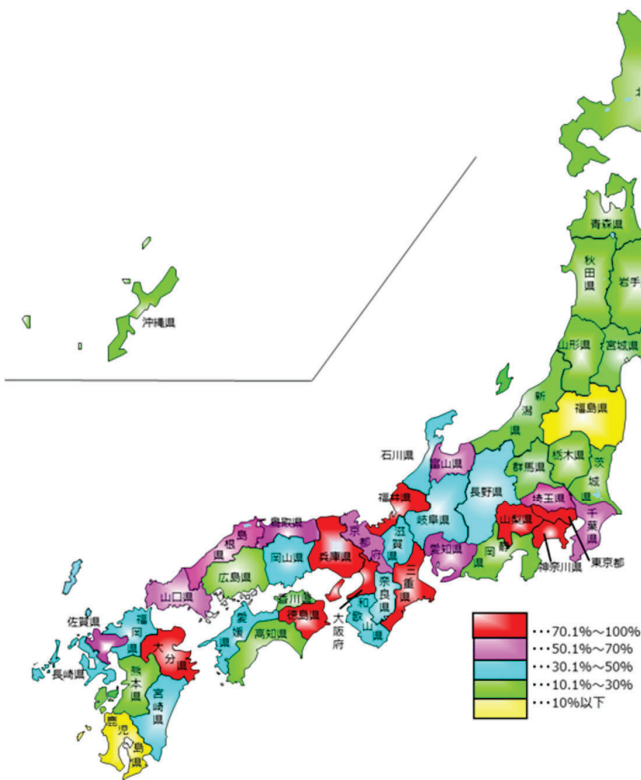 北
青森県
秋田県
岩手
沖縄県
山形県
宮城県
新潟県
福島県
石川県
富山県
群馬県
栃木県
茨城県
福井県
長野県
埼玉県
岐阜県
千葉県
島根県
鳥取県
京都府
滋賀県
山梨県
岡山県
兵庫県
愛知県
静岡
神奈川県
東京都
広島県
三重県
山口県
奈良県
香川県
大阪府
和歌山県
徳島県
佐賀県
福岡県
愛媛県
高知県
大分県
長崎県
熊本県
宮崎県
鹿児島県
…70.1%~100%
…50.1%~70%
…30.1%~50%
…10.1%~30%
…10%以下